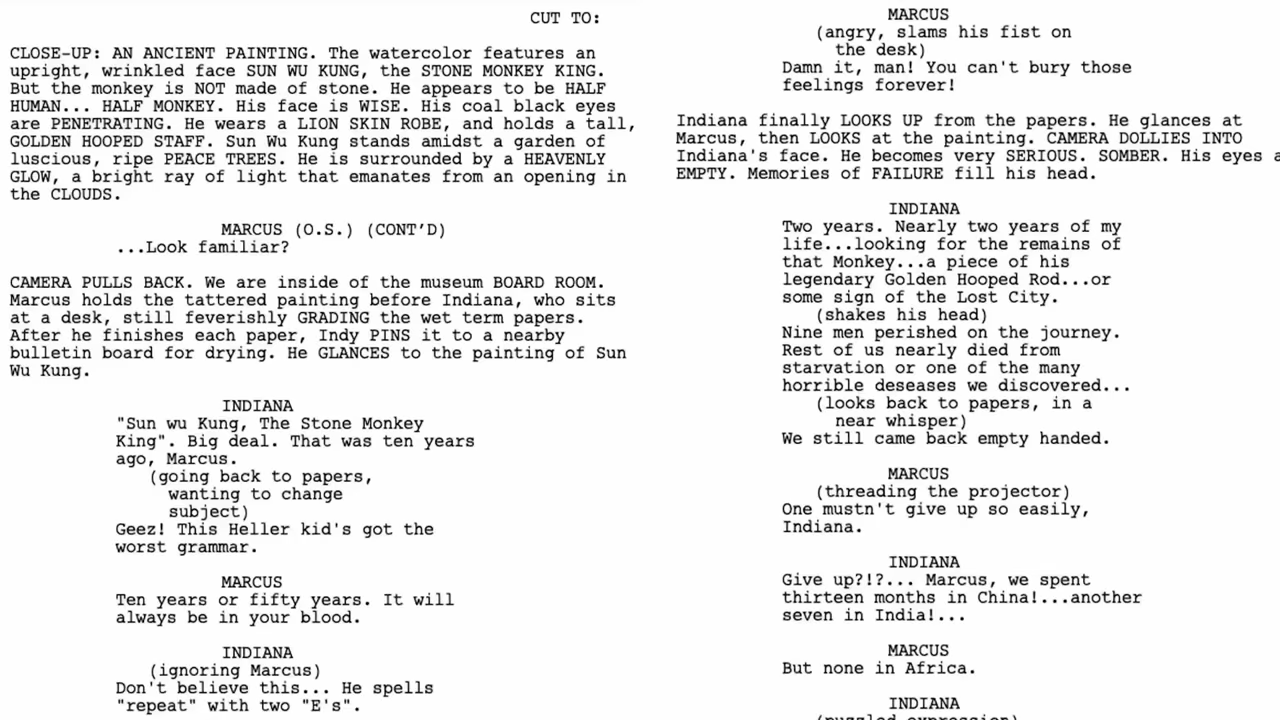 CUT TO:
CLOSE-UP: AN ANCIENT PAINTING. The watercolor features an
upright, wrinkled face SUN WU KUNG, the STONE MONKEY KING.
But the monkey is NOT made of stone. He appears to be HALF
HUMAN... HALF MONKEY. His face is WISE. His coal black eyes
are PENETRATING. He wears a LION SKIN ROBE, and holds a tall,
GOLDEN HOOPED STAFF. Sun Wu Kung stands amidst a garden of
luscious, ripe PEACE TREES. He is surrounded by a HEAVENLY
GLOW, a bright ray of light that emanates from an opening in
the CLOUDS.
MARCUS (O.S.) (CONT'D)
...Look familiar?
CAMERA PULLS BACK. We are inside of the museum BOARD ROOM.
Marcus holds the tattered painting before Indiana, who sits
at a desk, still feverishly GRADING the wet term papers.
After he finishes each paper, Indy PINS it to a nearby
bulletin board for drying. He GLANCES to the painting of Sun
Wu Kung.
INDIANA
"Sun wu Kung, The Stone Monkey
King". Big deal. That was ten years
ago, Marcus.
(going back to papers,
wanting to change
subject)
Geez! This Heller kid's got the
worst grammar.
MARCUS
Ten years or fifty years. It will
always be in your blood.
INDIANA
(ignoring Marcus)
Don't believe this... He spells
"repeat" with two "E's".
MARCUS
(angry, slams his fist on
the desk)
Damn it, man! You can't bury those
feelings forever!
Indiana finally LOOKS UP from the papers. He glances at
Marcus, then LOOKS at the painting. CAMERA DOLLIES INTO
Indiana's face. He becomes very SERIOUS. SOMBER. His eyes
EMPTY. Memories of FAILURE fill his head.
INDIANA
Two years. Nearly two years of my
life...looking for the remains of
that Monkey...a piece of his
legendary Golden Hooped Rod...or
some sign of the Lost City.
(shakes his head)
Nine men perished on the journey.
Rest of us nearly died from
starvation or one of the many
horrible deseases we discovered...
(looks back to papers, in a
near whisper)
We still came back empty handed.
MARCUS
(threading the projector)
One mustn't give up so easily,
Indiana.
INDIANA
Give up?!?... Marcus, we spent
thirteen months in China!...another
seven in India!...
MARCUS
But none in Africa.
INDIANA
(puzzled expression)